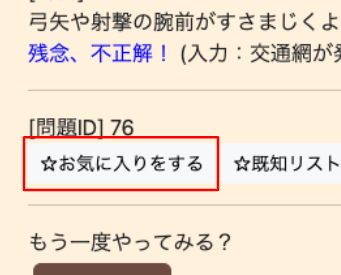 弓矢や射撃の腕前がすさまじくよ
残念、不正解！ (入力：交通網が発
[問題ID] 76
☆お気に入りをする ☆既知リスト
もう一度やってみる？